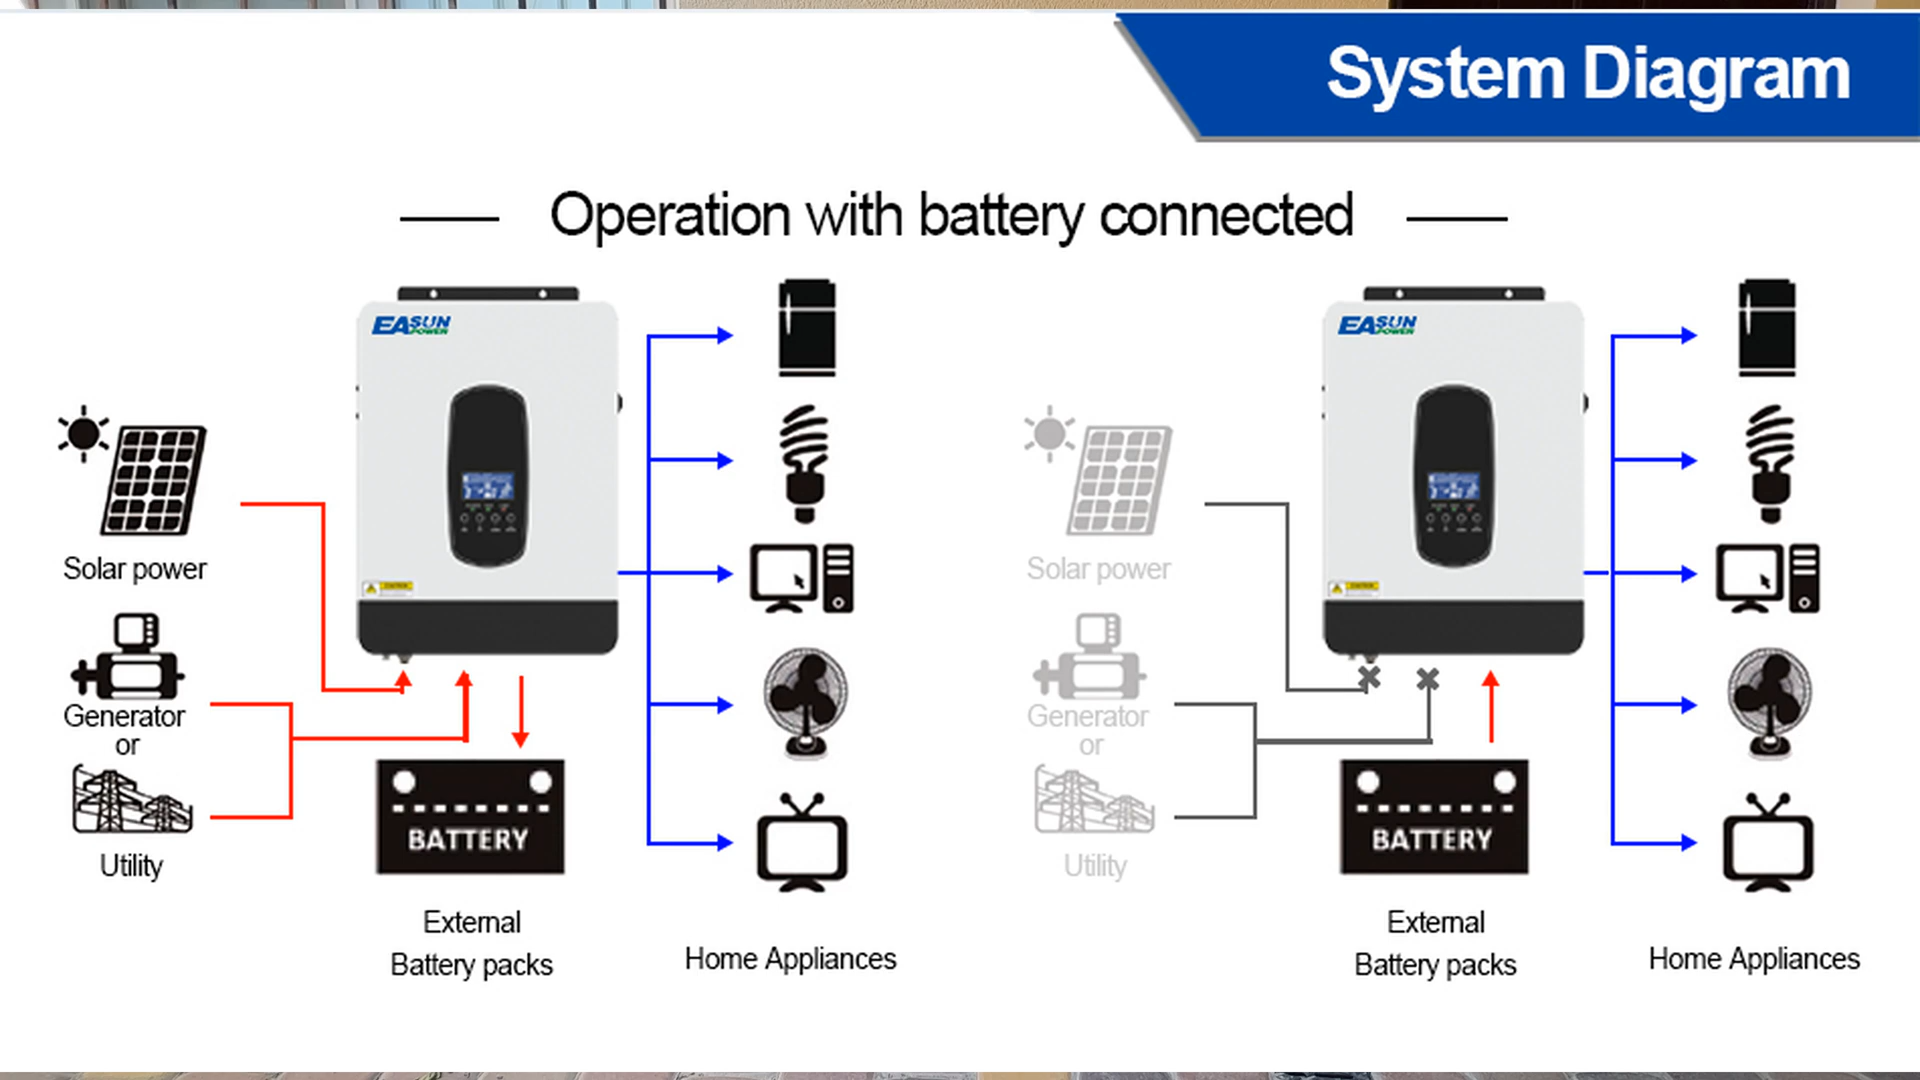 System Diagram
Operation with battery connected
EASUN
POWER
Solar power
Generator
or
Utility
BATTERY
External
Battery packs
Home Appliances
EASUN
POWER
Solar power
Generator
or
Utility
BATTERY
External
Battery packs
Home Appliances